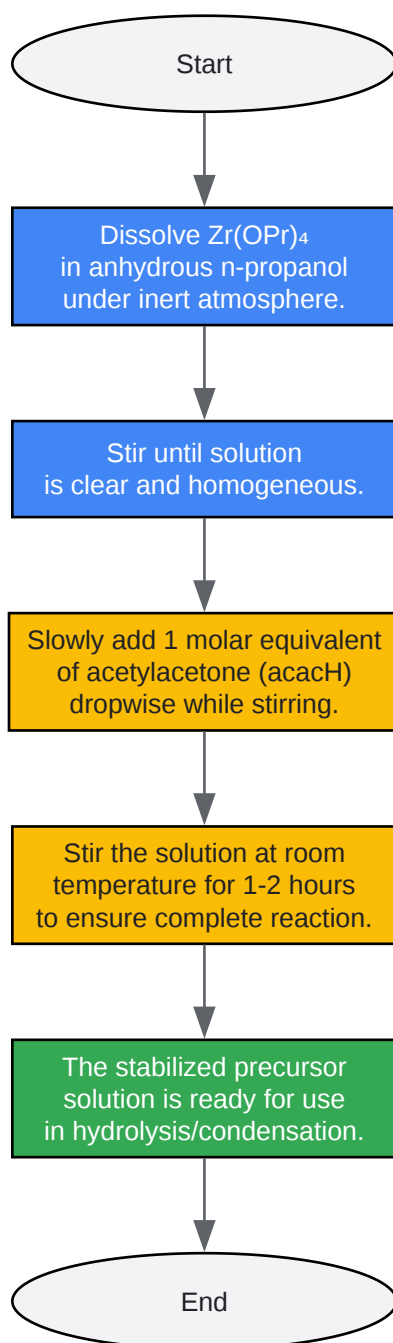 Start
Dissolve Zr(OPr)₄
in anhydrous n-propanol
under inert atmosphere.
Stir until solution
is clear and homogeneous.
Slowly add 1 molar equivalent
of acetylacetone (acacH)
dropwise while stirring.
Stir the solution at room
temperature for 1-2 hours
to ensure complete reaction.
The stabilized precursor
solution is ready for use
in hydrolysis/condensation.
End